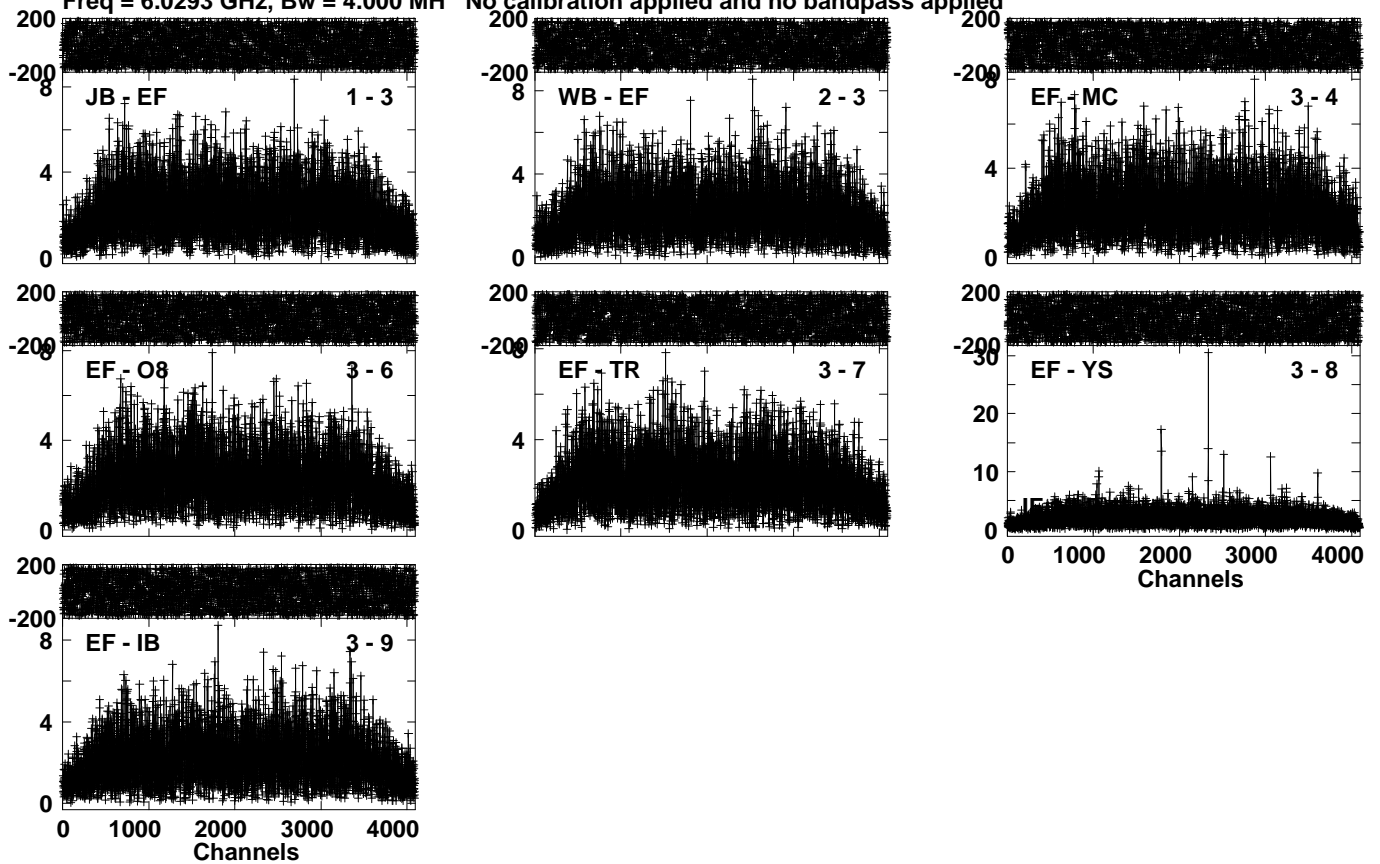 Freq = 6.0293 GHz, Bw = 4.000 MH No calibration applied and no bandpass applied
200 200 200
-200 -200 -200
8 JB - EF 1 - 3 8 WB - EF 2 - 3 8 EF - MC 3 - 4
4 4 4
0 0 0
200 200 200
-200 -200 -200
8 EF - O8 3 - 6 8 EF - TR 3 - 7 30 EF - YS 3 - 8
20
4 4
10
IF
0 0 0
0 1000 2000 3000 4000
Channels
200
-200
8 EF - IB 3 - 9
4
0
0 1000 2000 3000 4000
Channels